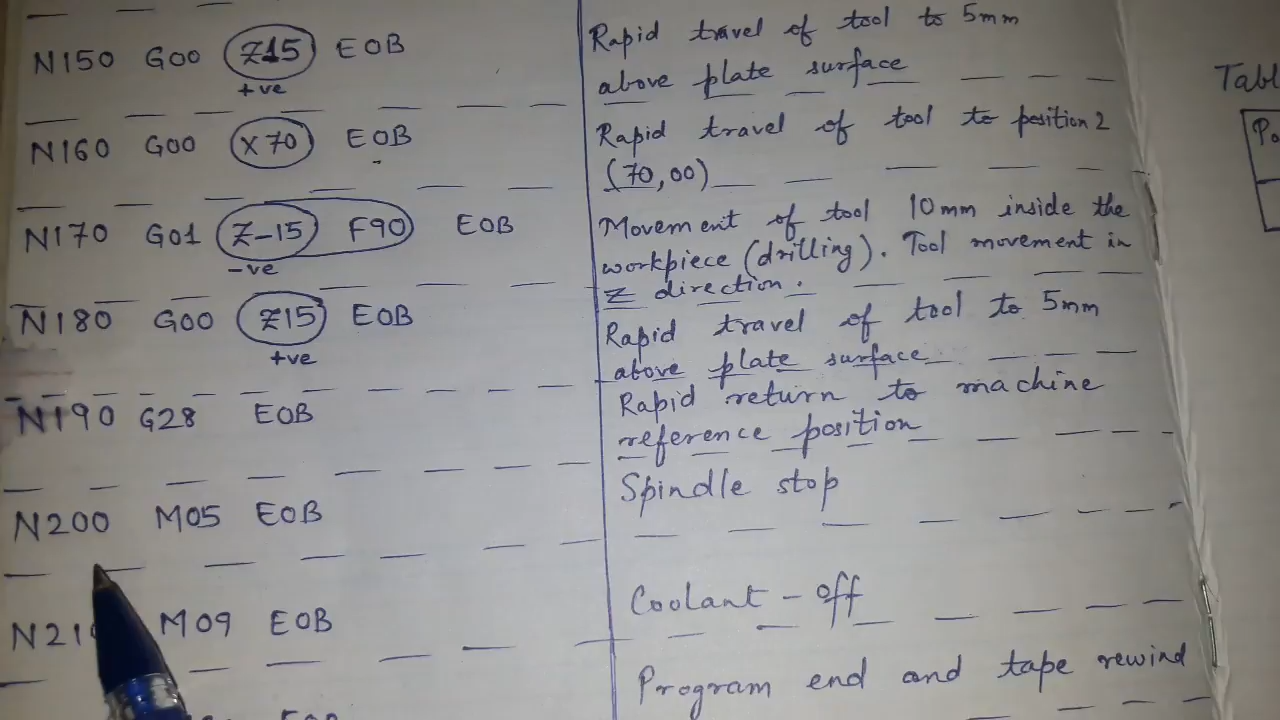 N150 G00 Z15 EOB
+ve
Rapid travel of tool to 5mm
above plate surface
N160 G00 X70 EOB
Rapid travel of tool to position 2
(70,00)
N170 G01 Z-15 F90 EOB
-ve
Movement of tool 10mm inside the
workpiece (drilling). Tool movement in
Z direction.
N180 G00 Z15 EOB
+ve
Rapid travel of tool to 5mm
above plate surface
N190 G28 EOB
Rapid return to machine
reference position
N200 M05 EOB
Spindle stop
M09 EOB
Coolant - off
Program end and tape rewind
Tabl
Po